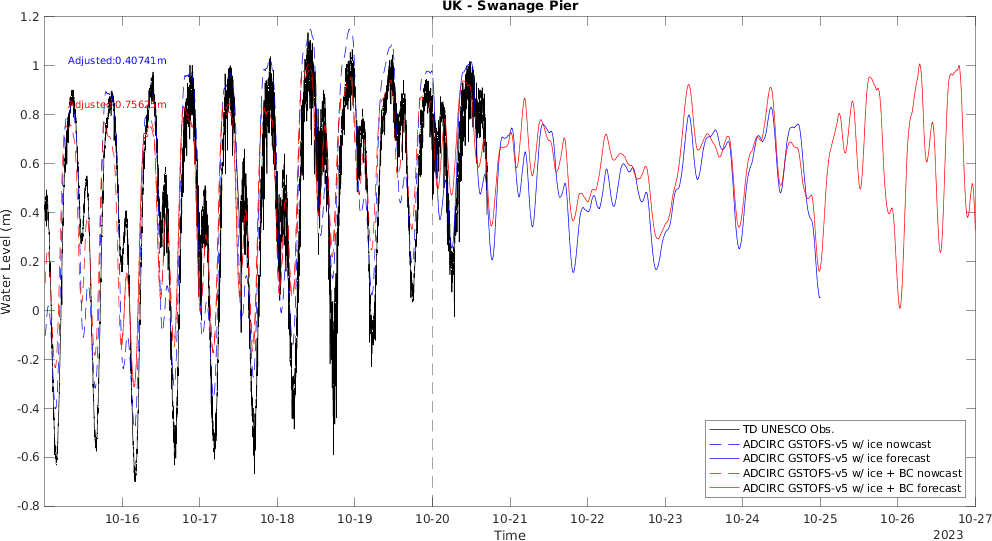 UK - Swanage Pier
1.2
1
0.8
0.6
0.4
0.2
0
-0.2
-0.4
-0.6
-0.8
Water Level (m)
Adjusted:0.40741m
TD UNESCO Obs.
ADCIRC GSTOFS-v5 w/ ice nowcast
ADCIRC GSTOFS-v5 w/ ice forecast
ADCIRC GSTOFS-v5 w/ ice + BC nowcast
ADCIRC GSTOFS-v5 w/ ice + BC forecast
10-16 10-17 10-18 10-19 10-20 10-21 10-22 10-23 10-24 10-25 10-26 10-27
Time
2023